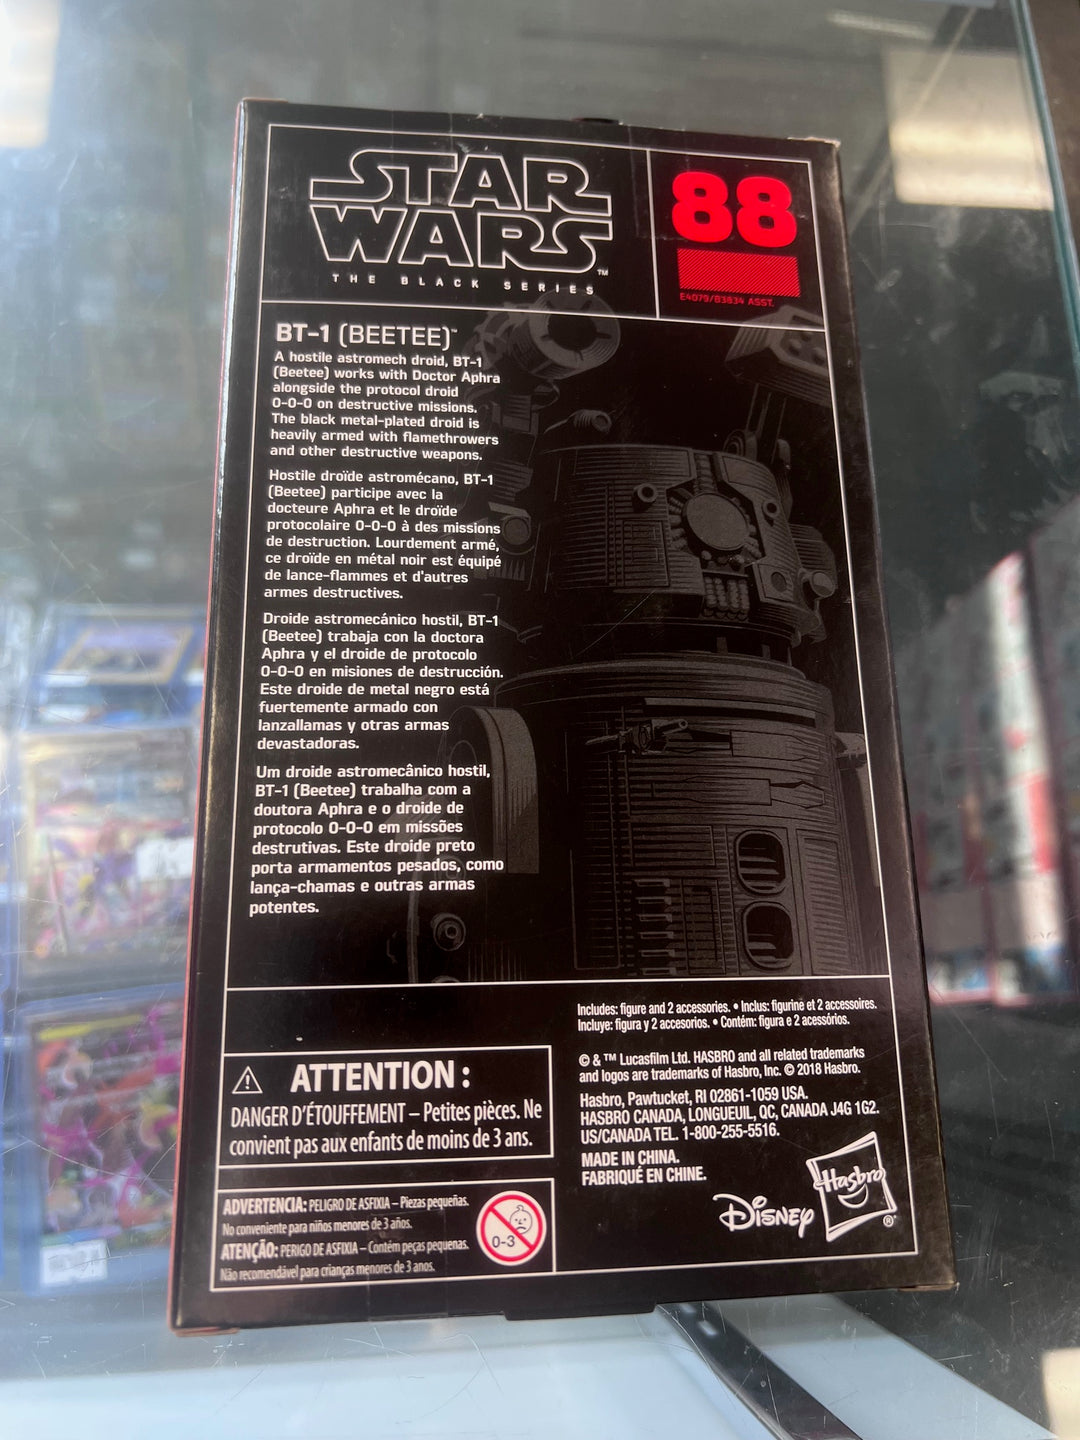 STAR
WARS™
THE BLACK SERIES
88
E4079/B3834 ASST.
BT-1 (BEETEE)™
A hostile astromech droid, BT-1
(Beetee) works with Doctor Aphra
alongside the protocol droid
0-0-0 on destructive missions.
The black metal-plated droid is
heavily armed with flamethrowers
and other destructive weapons.
Hostile droïde astromécano, BT-1
(Beetee) participe avec la
docteure Aphra et le droïde
protocolaire 0-0-0 à des missions
de destruction. Lourdement armé,
ce droïde en métal noir est équipé
de lance-flammes et d'autres
armes destructives.
Droide astromecánico hostil, BT-1
(Beetee) trabaja con la doctora
Aphra y el droide de protocolo
0-0-0 en misiones de destrucción.
Este droide de metal negro está
fuertemente armado con
lanzallamas y otras armas
devastadoras.
Um droide astromecânico hostil,
BT-1 (Beetee) trabalha com a
doutora Aphra e o droide de
protocolo 0-0-0 em missões
destrutivas. Este droide preto
porta armamentos pesados, como
lança-chamas e outras armas
potentes.
Includes: figure and 2 accessories. • Inclus: figurine et 2 accessoires.
Incluye: figura y 2 accesorios. • Contém: figura e 2 acessórios.
© & ™ Lucasfilm Ltd. HASBRO and all related trademarks
and logos are trademarks of Hasbro, Inc. © 2018 Hasbro.
Hasbro, Pawtucket, RI 02861-1059 USA.
HASBRO CANADA, LONGUEUIL, QC, CANADA J4G 1G2.
US/CANADA TEL. 1-800-255-5516.
MADE IN CHINA.
FABRIQUÉ EN CHINE.
Disney
Hasbro®
ATTENTION :
DANGER D'ÉTOUFFEMENT – Petites pièces. Ne
convient pas aux enfants de moins de 3 ans.
ADVERTENCIA: PELIGRO DE ASFIXIA – Piezas pequeñas.
No conveniente para niños menores de 3 años.
ATENÇÃO: PERIGO DE ASFIXIA – Contém peças pequenas.
Não recomendável para crianças menores de 3 anos.
0-3